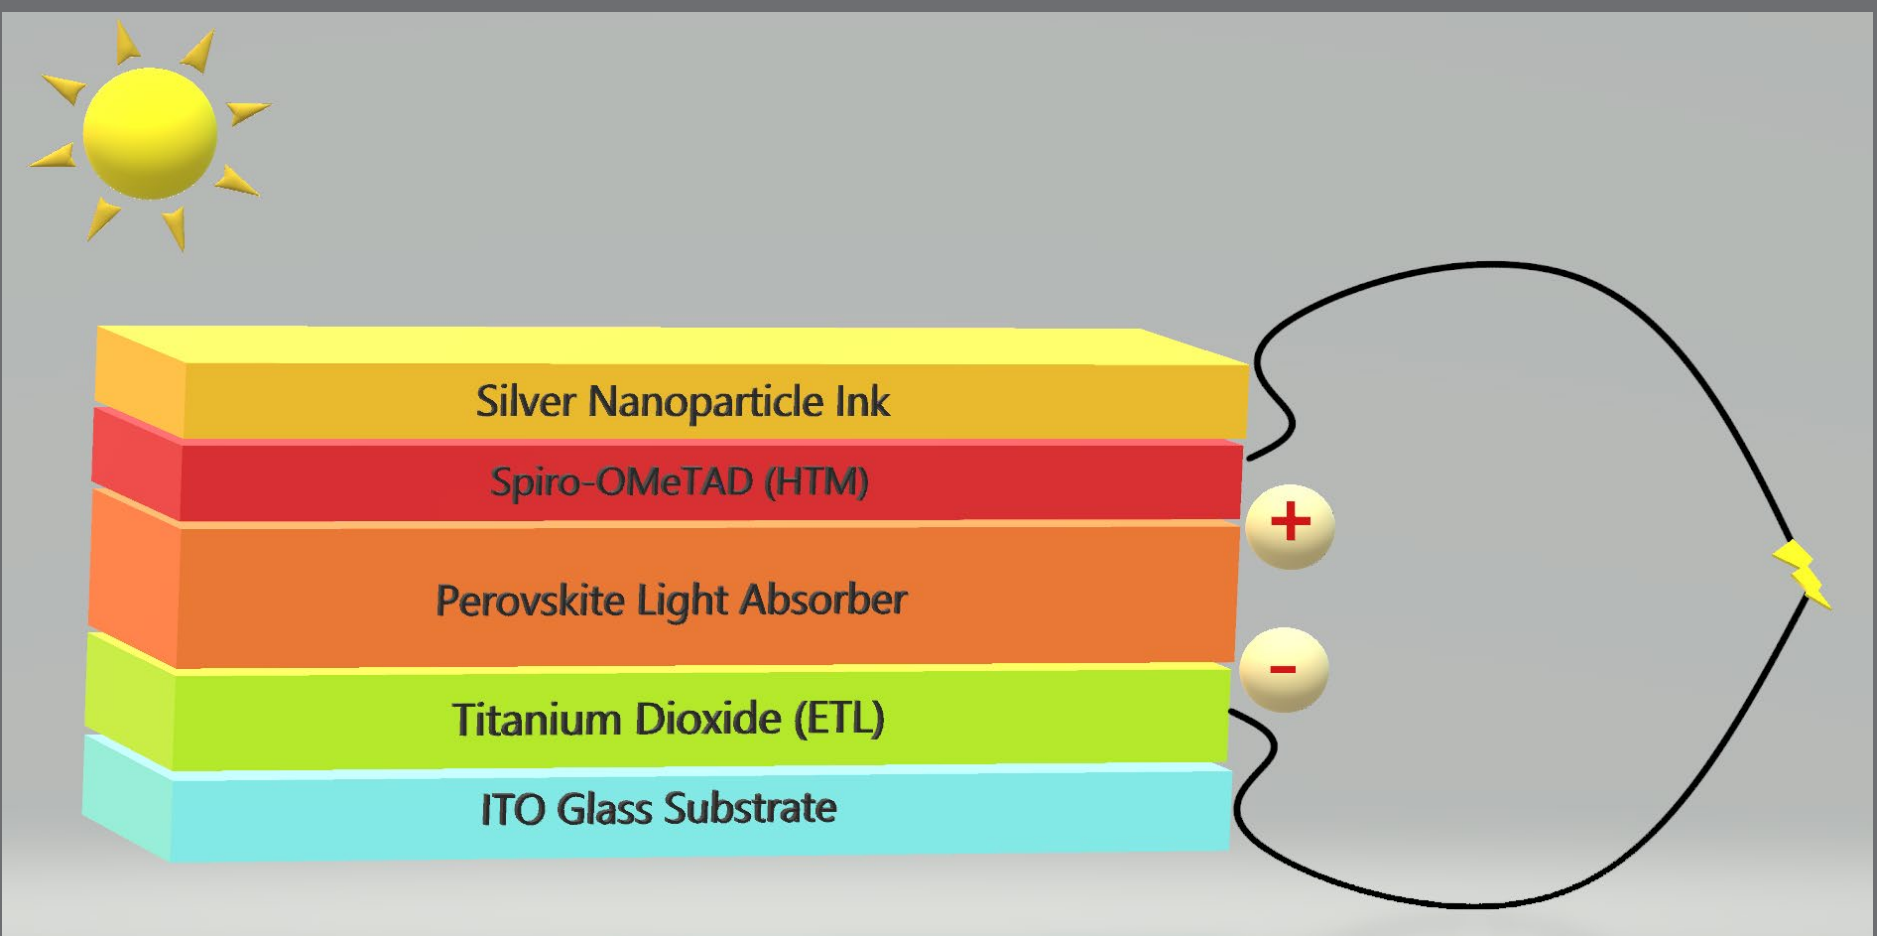 Silver Nanoparticle Ink
Spiro-OMeTAD (HTM)
+
Perovskite Light Absorber
-
Titanium Dioxide (ETL)
ITO Glass Substrate